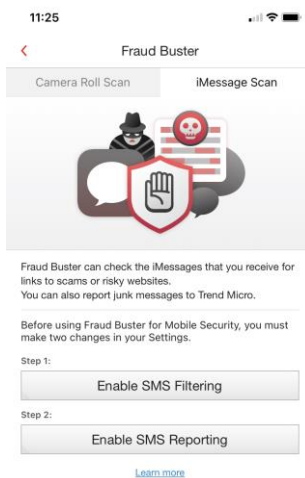 11:25
Fraud Buster
Camera Roll Scan
iMessage Scan
Fraud Buster can check the iMessages that you receive for
links to scams or risky websites.
You can also report junk messages to Trend Micro.
Before using Fraud Buster for Mobile Security, you must
make two changes in your Settings.
Step 1:
Enable SMS Filtering
Step 2:
Enable SMS Reporting
Learn more